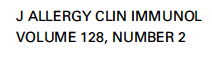 J ALLERGY CLIN IMMUNOL
VOLUME 128, NUMBER 2